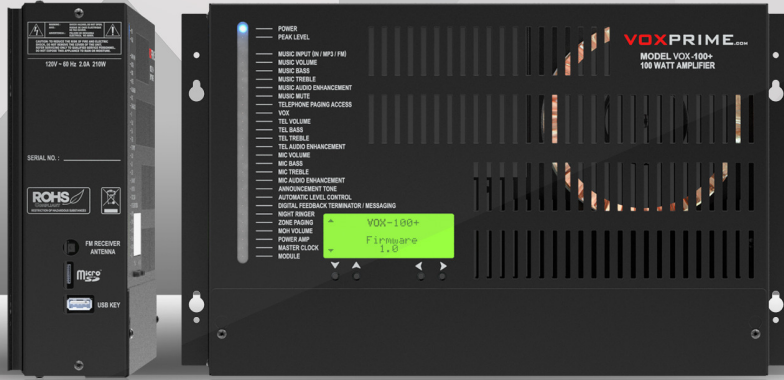 WARNING:
120V ~ 60 Hz 2.0A 210W
SERIAL NO. :
ROHS
COMPLIANT
FM RECEIVER
ANTENNA
Micro
SD
USB KEY
POWER
PEAK LEVEL
MUSIC INPUT (IN / MP3 / FM)
MUSIC VOLUME
MUSIC BASS
MUSIC TREBLE
MUSIC AUDIO ENHANCEMENT
MUSIC MUTE
TELEPHONE PAGING ACCESS
VOX
TEL VOLUME
TEL BASS
TEL TREBLE
TEL AUDIO ENHANCEMENT
MIC VOLUME
MIC BASS
MIC TREBLE
MIC AUDIO ENHANCEMENT
ANNOUNCEMENT TONE
AUTOMATIC LEVEL CONTROL
DIGITAL FEEDBACK TERMINATOR / MESSAGING
NIGHT RINGER
ZONE PAGING
MOH VOLUME
POWER AMP
MASTER CLOCK
MODULE
VOX-100+
Firmware
1.0
VOXPRIME.COM
MODEL VOX-100+
100 WATT AMPLIFIER